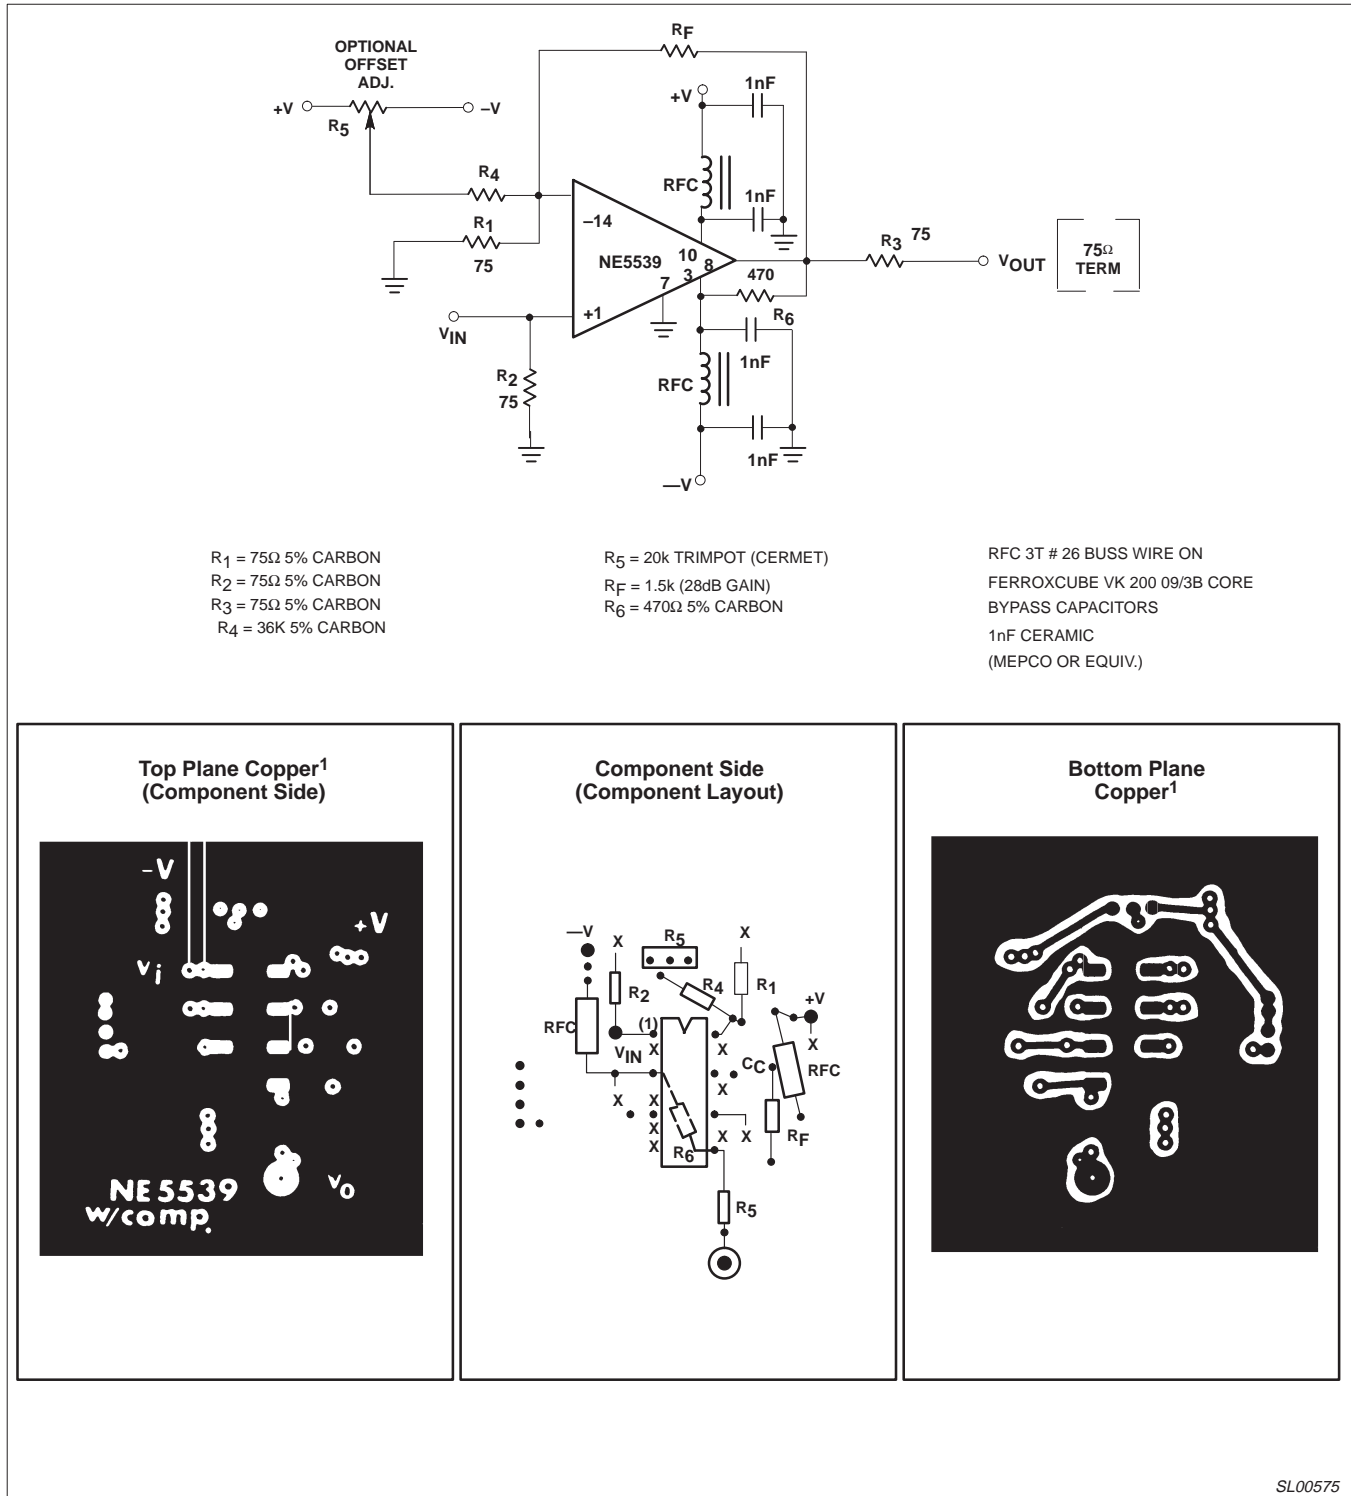 OPTIONAL
OFFSET
ADJ.
+V
–V
R5
RF
1nF
+V
RFC
1nF
R4
R1
75
–14
NE5539
10
8
3
7
+1
470
R6
R3 75
VOUT
75Ω
TERM
VIN
R2
75
1nF
RFC
1nF
—V
R1 = 75Ω 5% CARBON
R2 = 75Ω 5% CARBON
R3 = 75Ω 5% CARBON
R4 = 36K 5% CARBON
R5 = 20k TRIMPOT (CERMET)
RF = 1.5k (28dB GAIN)
R6 = 470Ω 5% CARBON
RFC 3T # 26 BUSS WIRE ON
FERROXCUBE VK 200 09/3B CORE
BYPASS CAPACITORS
1nF CERAMIC
(MEPCO OR EQUIV.)
Top Plane Copper1
(Component Side)
-V
+V
vi
vo
NE5539
w/comp.
Component Side
(Component Layout)
—V
X
R5
X
R2
R4
R1
+V
RFC
(1)
X
VIN
X
X
CC
RFC
X
X
X
X
X
X
X
X
R6
RF
R5
Bottom Plane
Copper1
SL00575